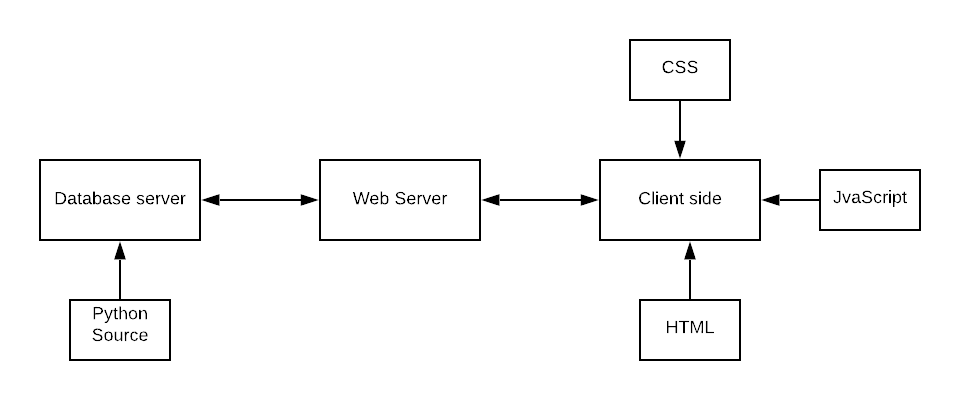 CSS
Database server
Web Server
Client side
JvaScript
Python
Source
HTML